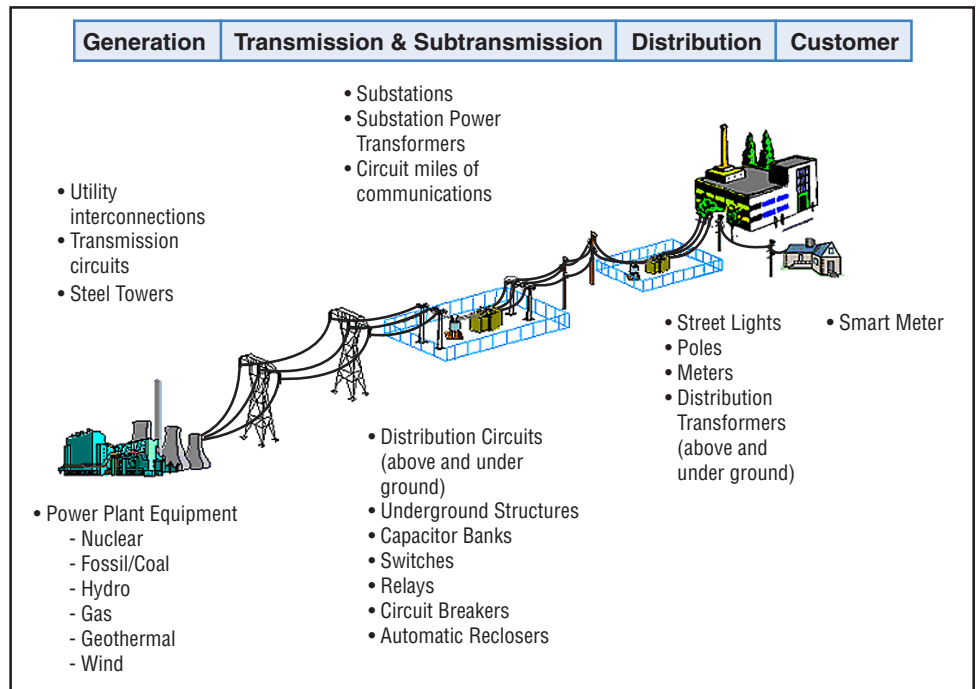 Generation Transmission & Subtransmission Distribution Customer
• Substations
• Substation Power
Transformers
• Circuit miles of
communications
• Utility
interconnections
• Transmission
circuits
• Steel Towers
• Street Lights
• Poles
• Meters
• Distribution
Transformers
(above and
under ground)
• Smart Meter
• Distribution Circuits
(above and under
ground)
• Underground Structures
• Capacitor Banks
• Switches
• Relays
• Circuit Breakers
• Automatic Reclosers
• Power Plant Equipment
- Nuclear
- Fossil/Coal
- Hydro
- Gas
- Geothermal
- Wind